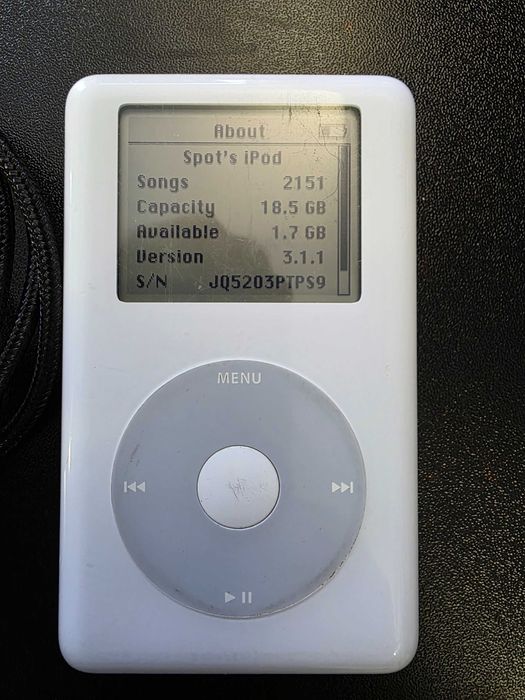 About
Spot's iPod
Songs 2151
Capacity 18.5 GB
Available 1.7 GB
Version 3.1.1
S/N JQ5203PTPS9
MENU